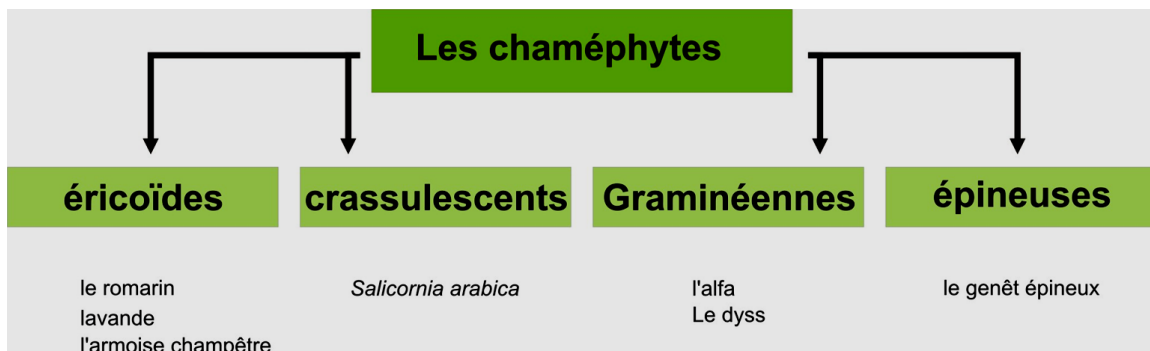 Les chaméphytes
éricoïdes
crassulescents
Graminéennes
épineuses
le romarin
lavande
l'armoise champêtre
Salicornia arabica
l'alfa
Le dyss
le genêt épineux